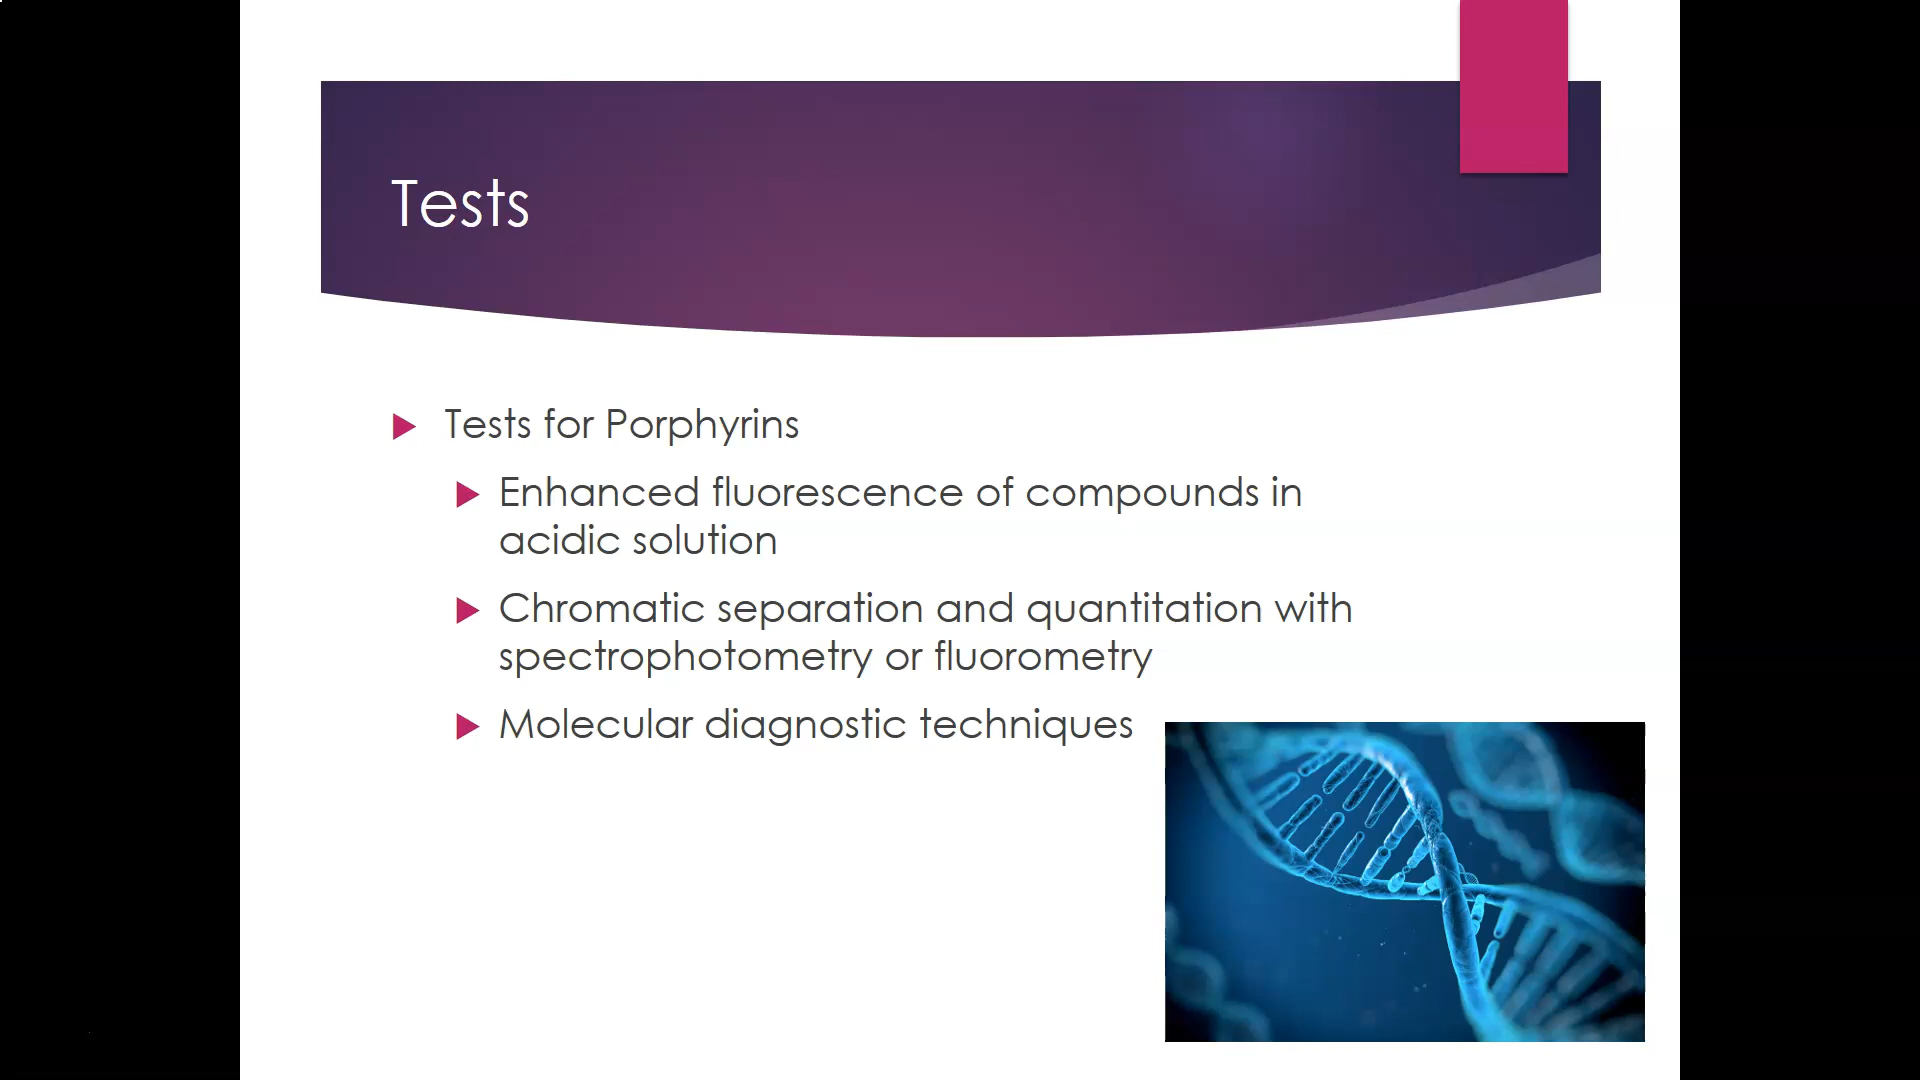 Tests
Tests for Porphyrins
Enhanced fluorescence of compounds in
acidic solution
Chromatic separation and quantitation with
spectrophotometry or fluorometry
Molecular diagnostic techniques